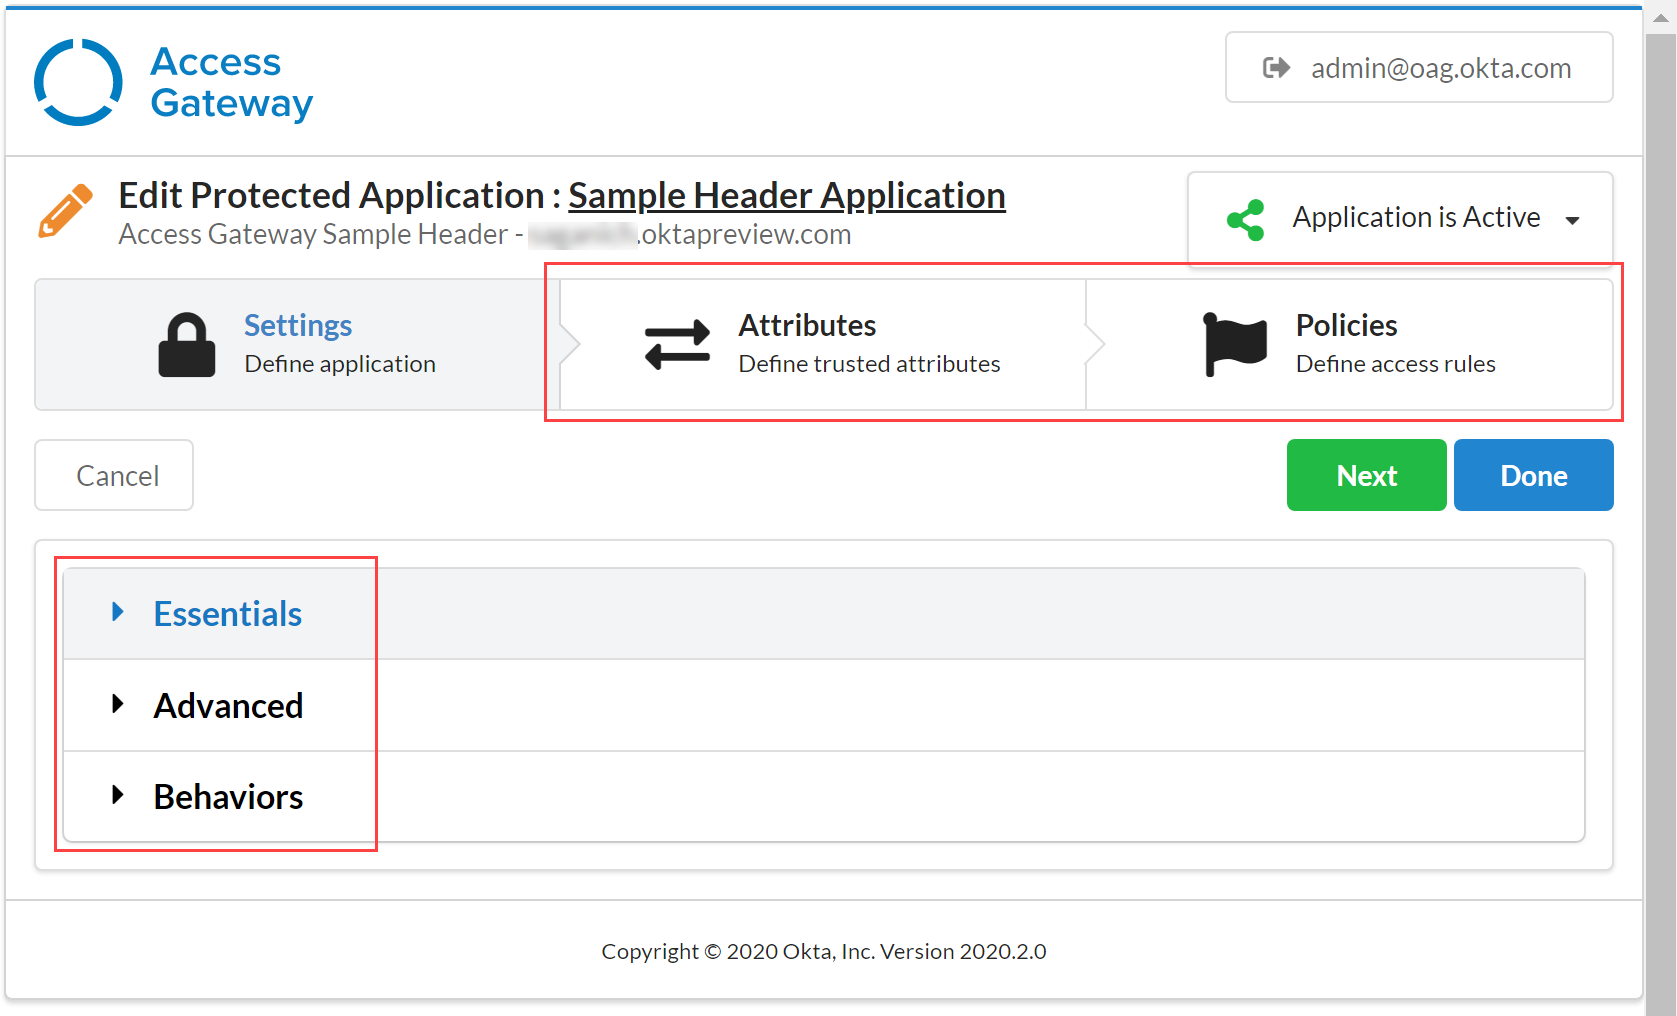 Access
Gateway
admin@oag.okta.com
Edit Protected Application : Sample Header Application
Access Gateway Sample Header - .oktapreview.com
Application is Active
Settings
Define application
Attributes
Define trusted attributes
Policies
Define access rules
Cancel
Next
Done
Essentials
Advanced
Behaviors
Copyright © 2020 Okta, Inc. Version 2020.2.0